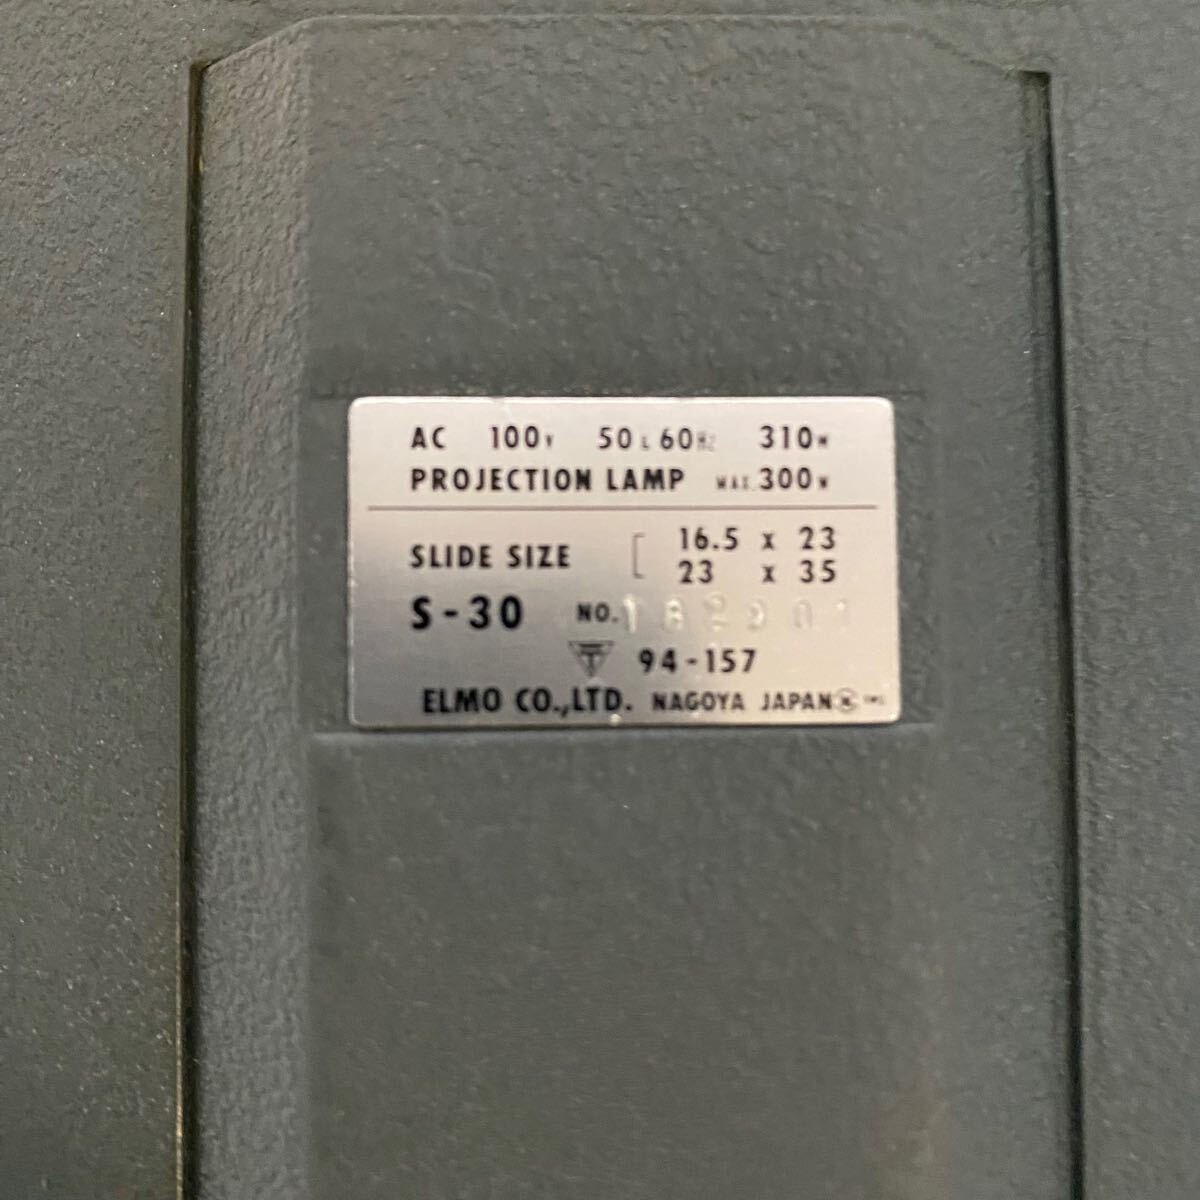 AC 100V 50 & 60Hz 310W
PROJECTION LAMP MAX.300W
SLIDE SIZE [ 16.5 x 23
23 x 35
S-30 NO.
94-157
ELMO CO.,LTD. NAGOYA JAPAN